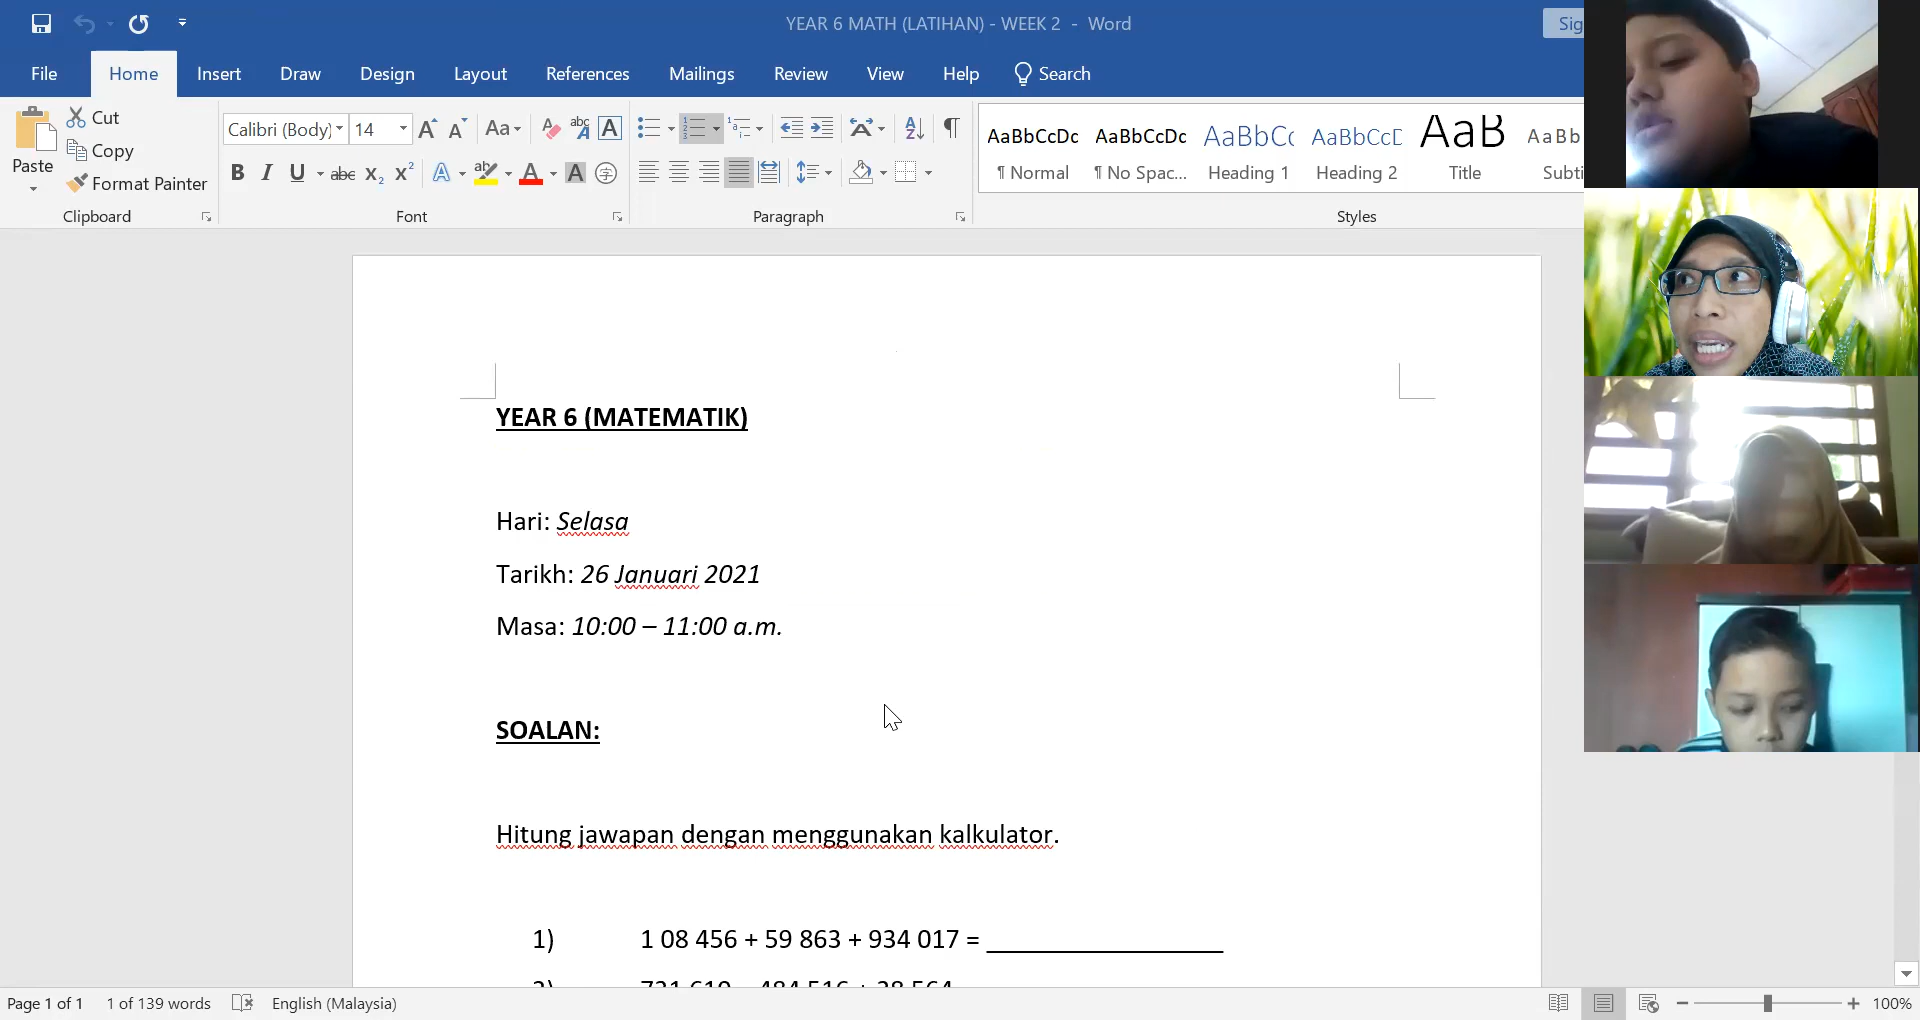 YEAR 6 MATH (LATIHAN) - WEEK 2 - Word
Sig
File Home Insert Draw Design Layout References Mailings Review View Help Search
Paste
Cut
Copy
Format Painter
Clipboard
Calibri (Body) 14
Font
Paragraph
AaBbCcDc AaBbCcDc AaBbCc AaBbCcD AaB AaBb
¶ Normal ¶ No Spac... Heading 1 Heading 2 Title Subti
Styles
YEAR 6 (MATEMATIK)
Hari: Selasa
Tarikh: 26 Januari 2021
Masa: 10:00 – 11:00 a.m.
SOALAN:
Hitung jawapan dengan menggunakan kalkulator.
1) 1 08 456 + 59 863 + 934 017 = __________________
Page 1 of 1 1 of 139 words English (Malaysia) 100%